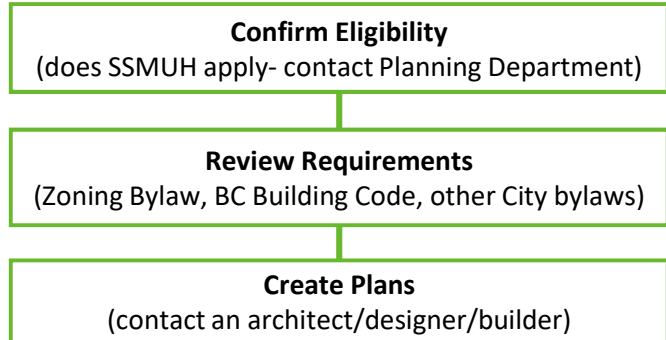 Confirm Eligibility
(does SSMUH apply- contact Planning Department)
Review Requirements
(Zoning Bylaw, BC Building Code, other City bylaws)
Create Plans
(contact an architect/designer/builder)